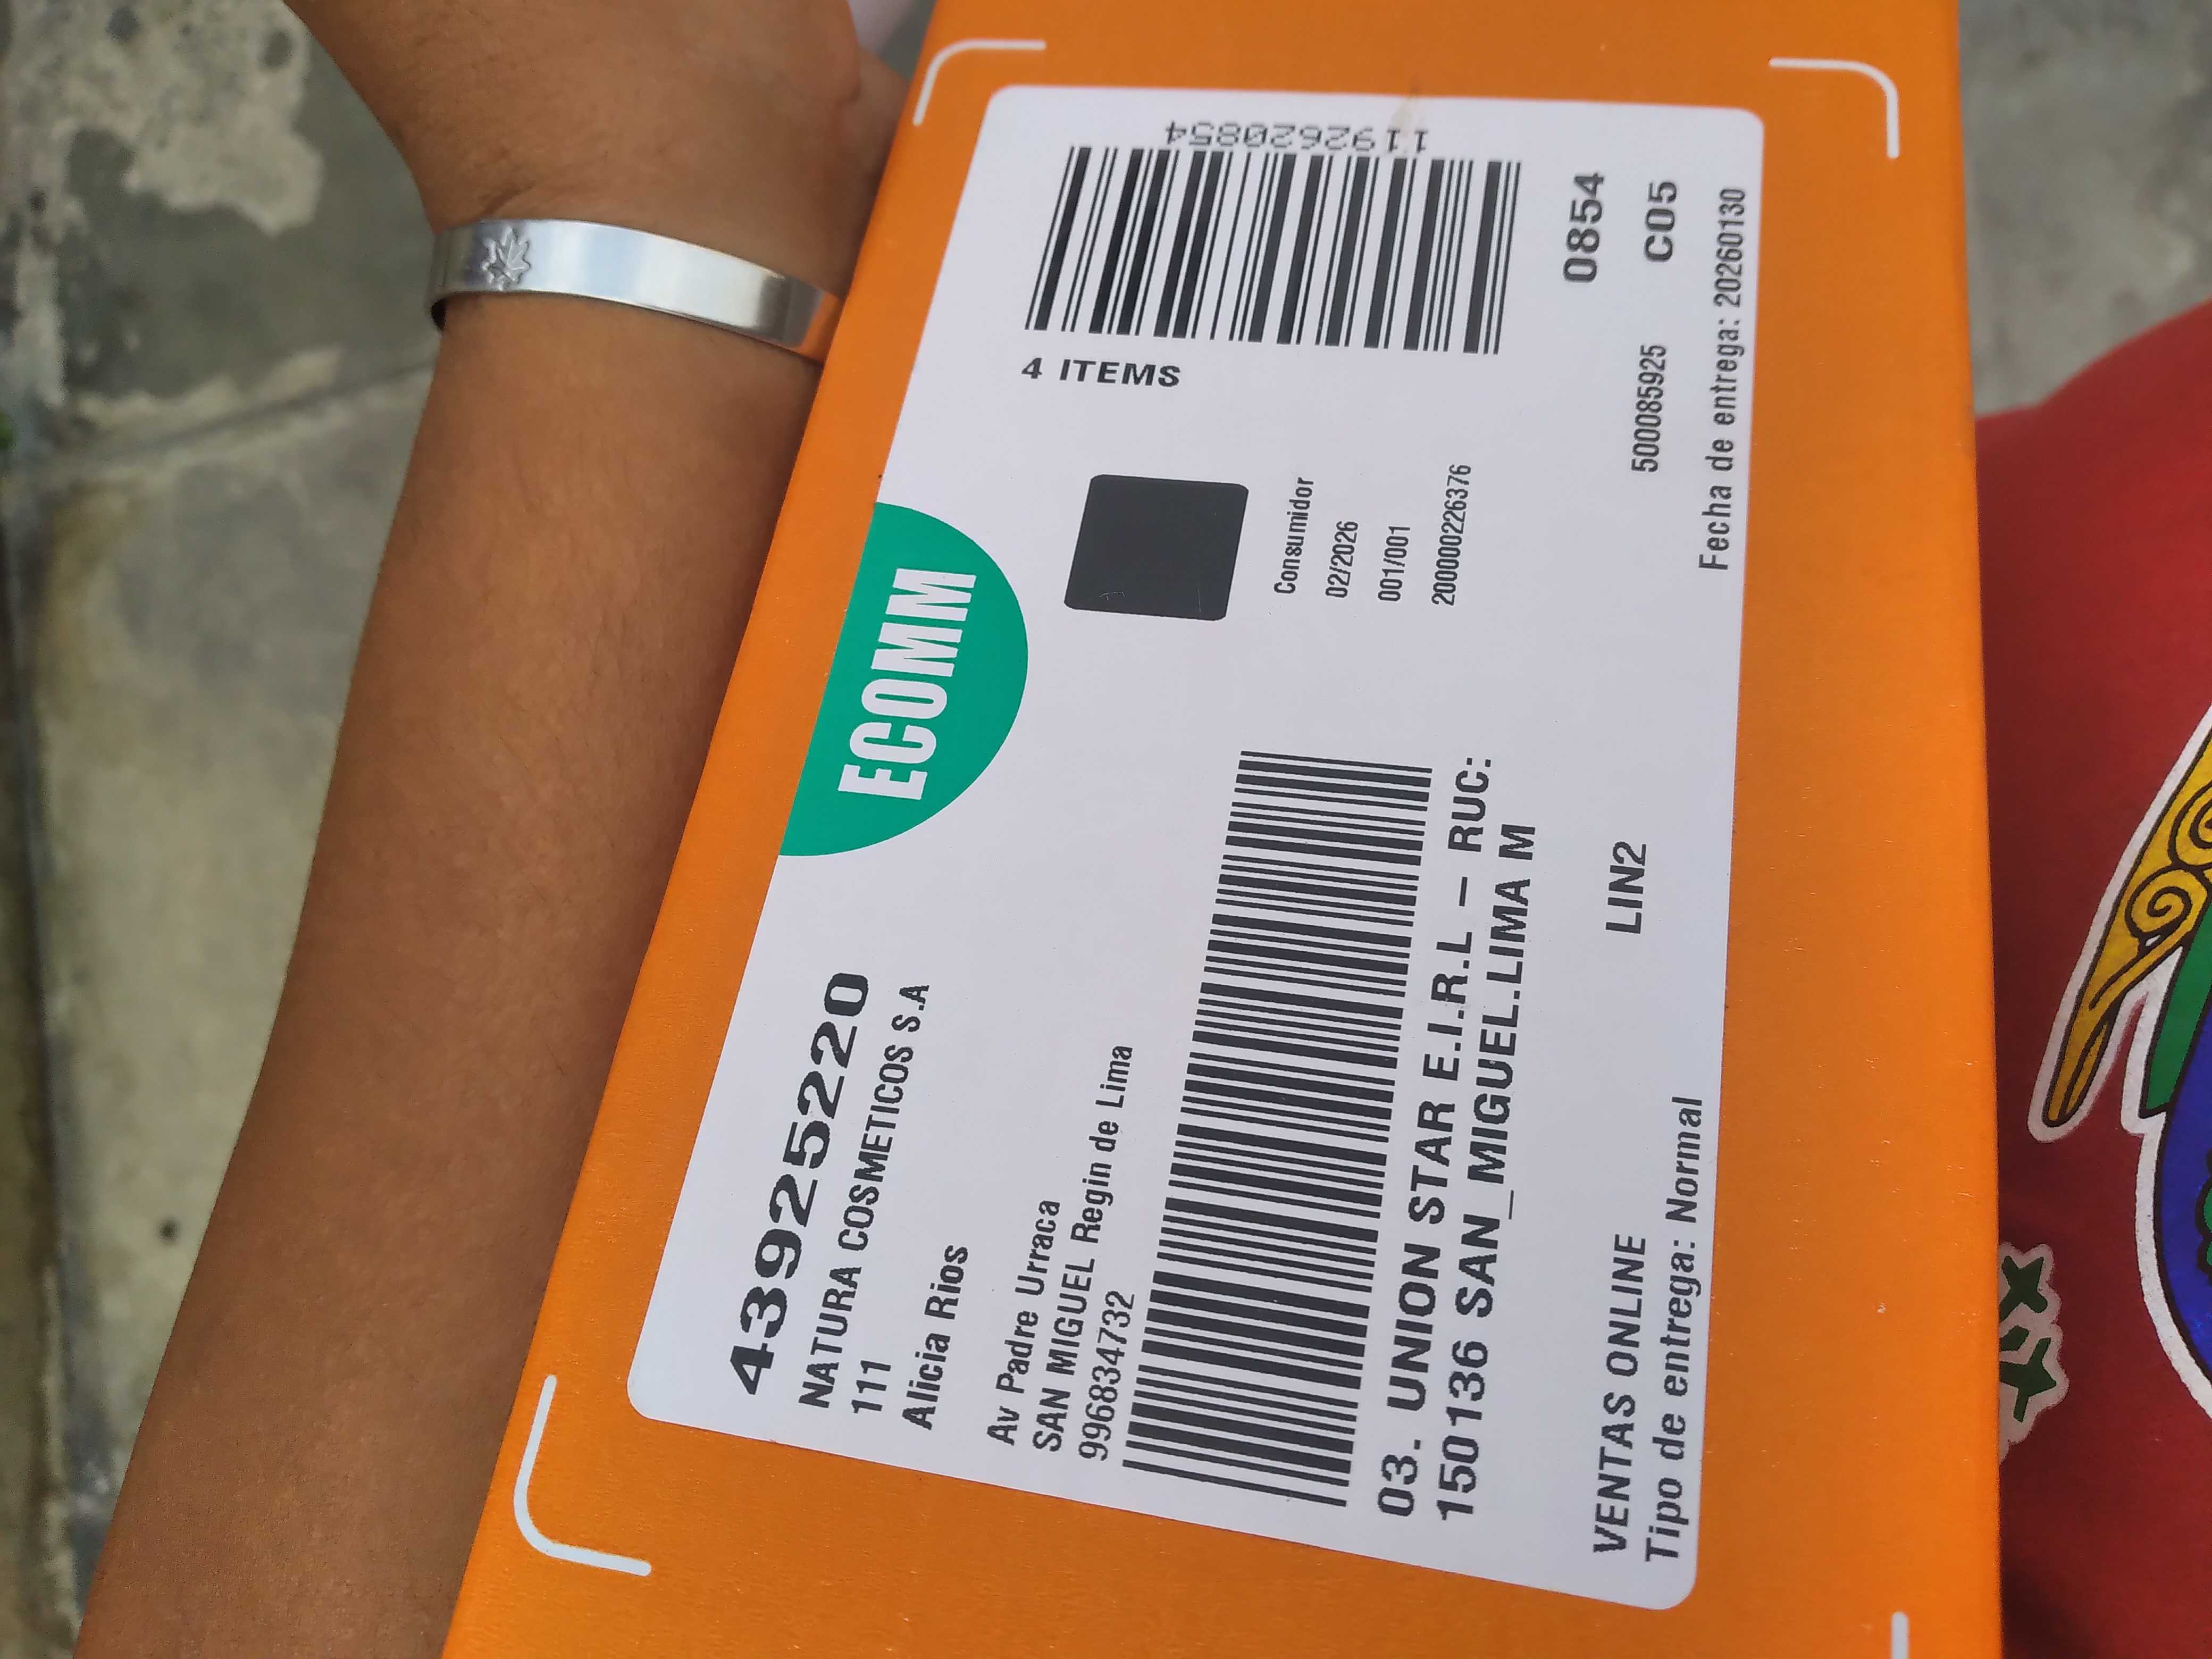 43925220
NATURA COSMETICOS S.A
111
Alicia Rios
Av Padre Urraca
SAN MIGUEL Regin de Lima
996834732
ECOMM
4 ITEMS
1192620854
Consumidor
02/2026
001/001
200000226376
03. UNION STAR E.I.R.L – RUC:
150136 SAN_MIGUEL.LIMA M
0854
VENTAS ONLINE
LIN2
500085925
C05
Tipo de entrega: Normal
Fecha de entrega: 20260130